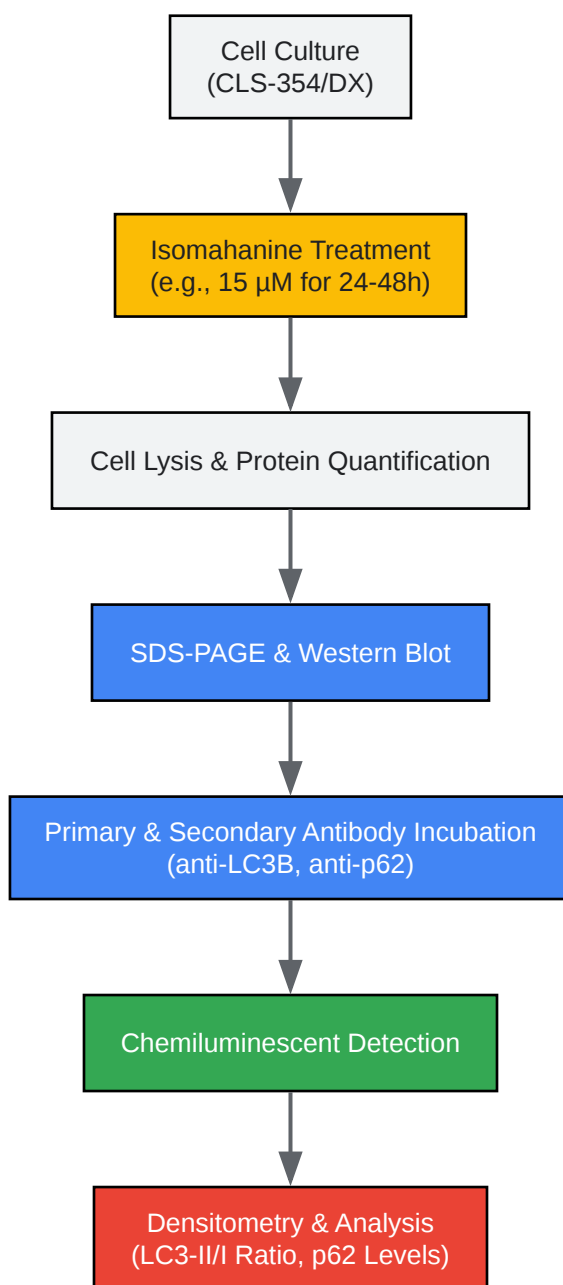 Cell Culture
(CLS-354/DX)
Isomahanine Treatment
(e.g., 15 µM for 24-48h)
Cell Lysis & Protein Quantification
SDS-PAGE & Western Blot
Primary & Secondary Antibody Incubation
(anti-LC3B, anti-p62)
Chemiluminescent Detection
Densitometry & Analysis
(LC3-II/I Ratio, p62 Levels)